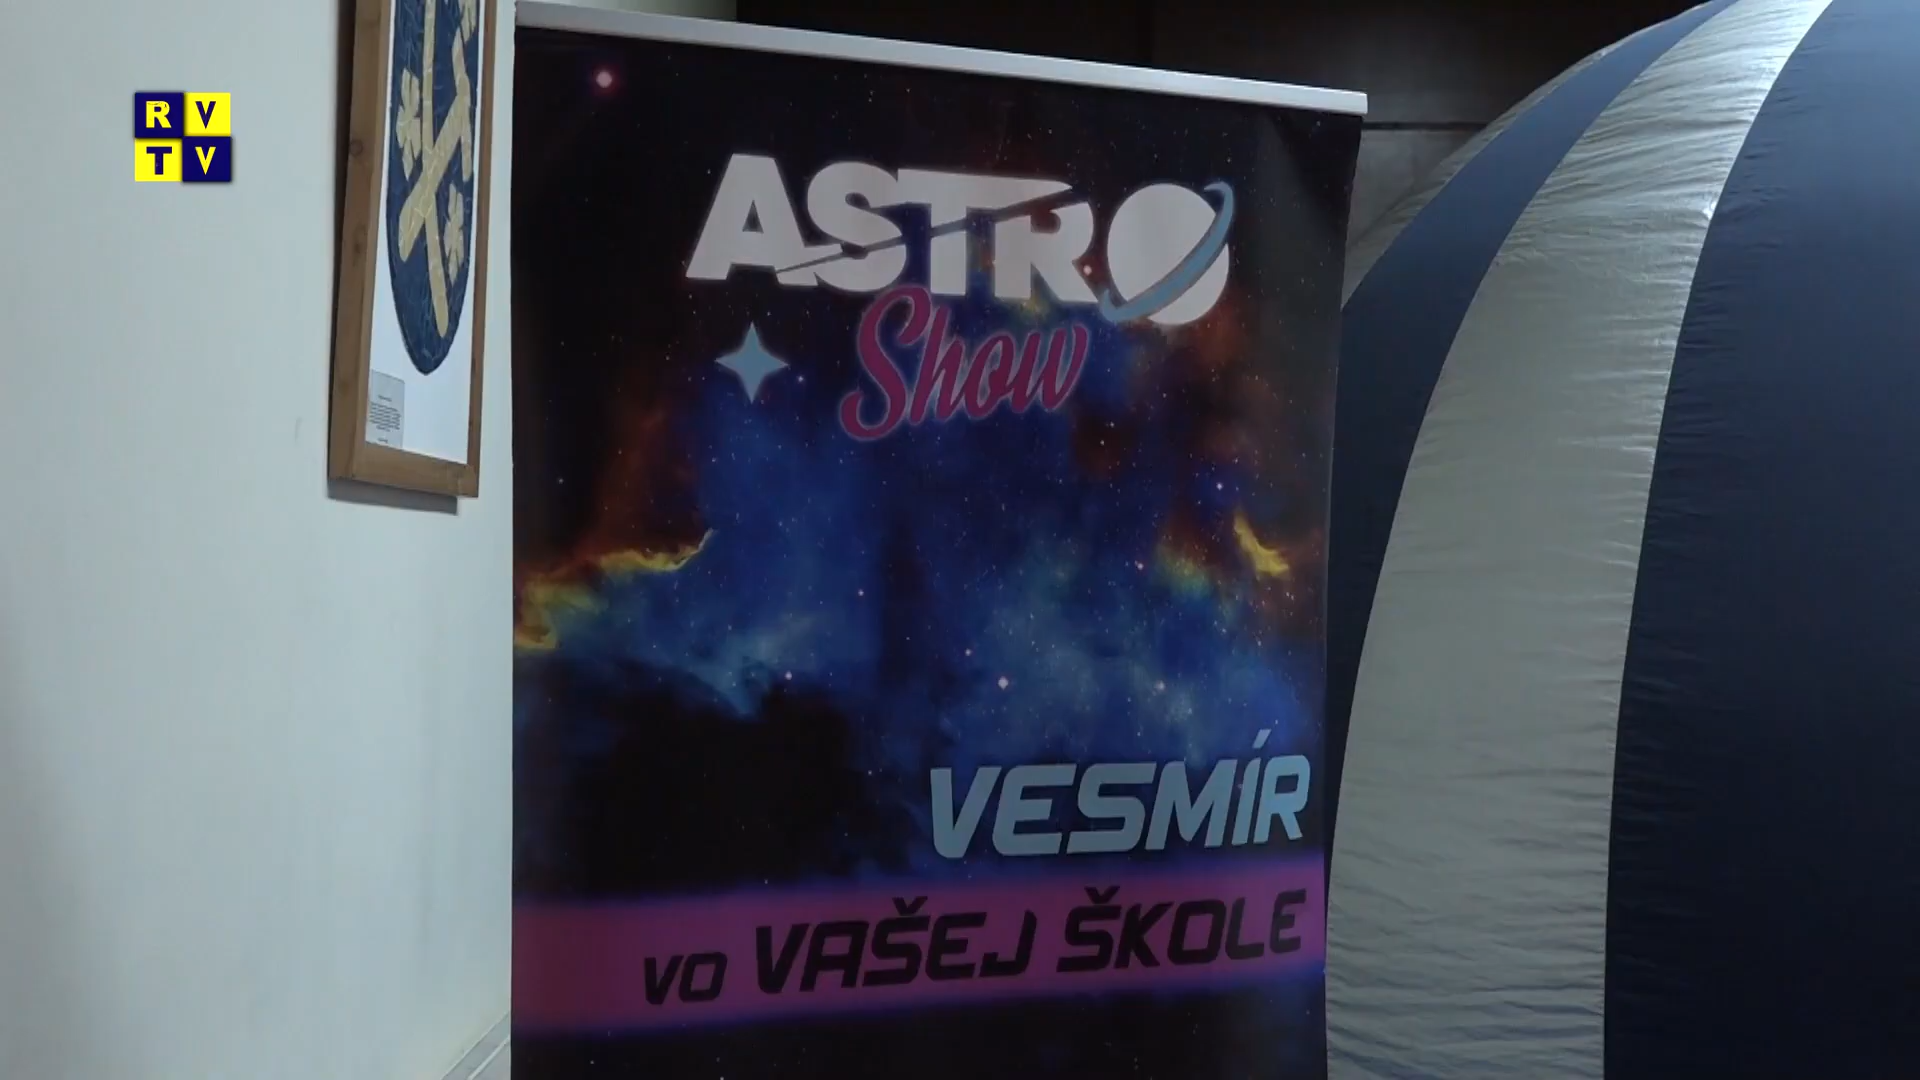 RV
TV
ASTRO
Show
VESMÍR
VO VAŠEJ ŠKOLE